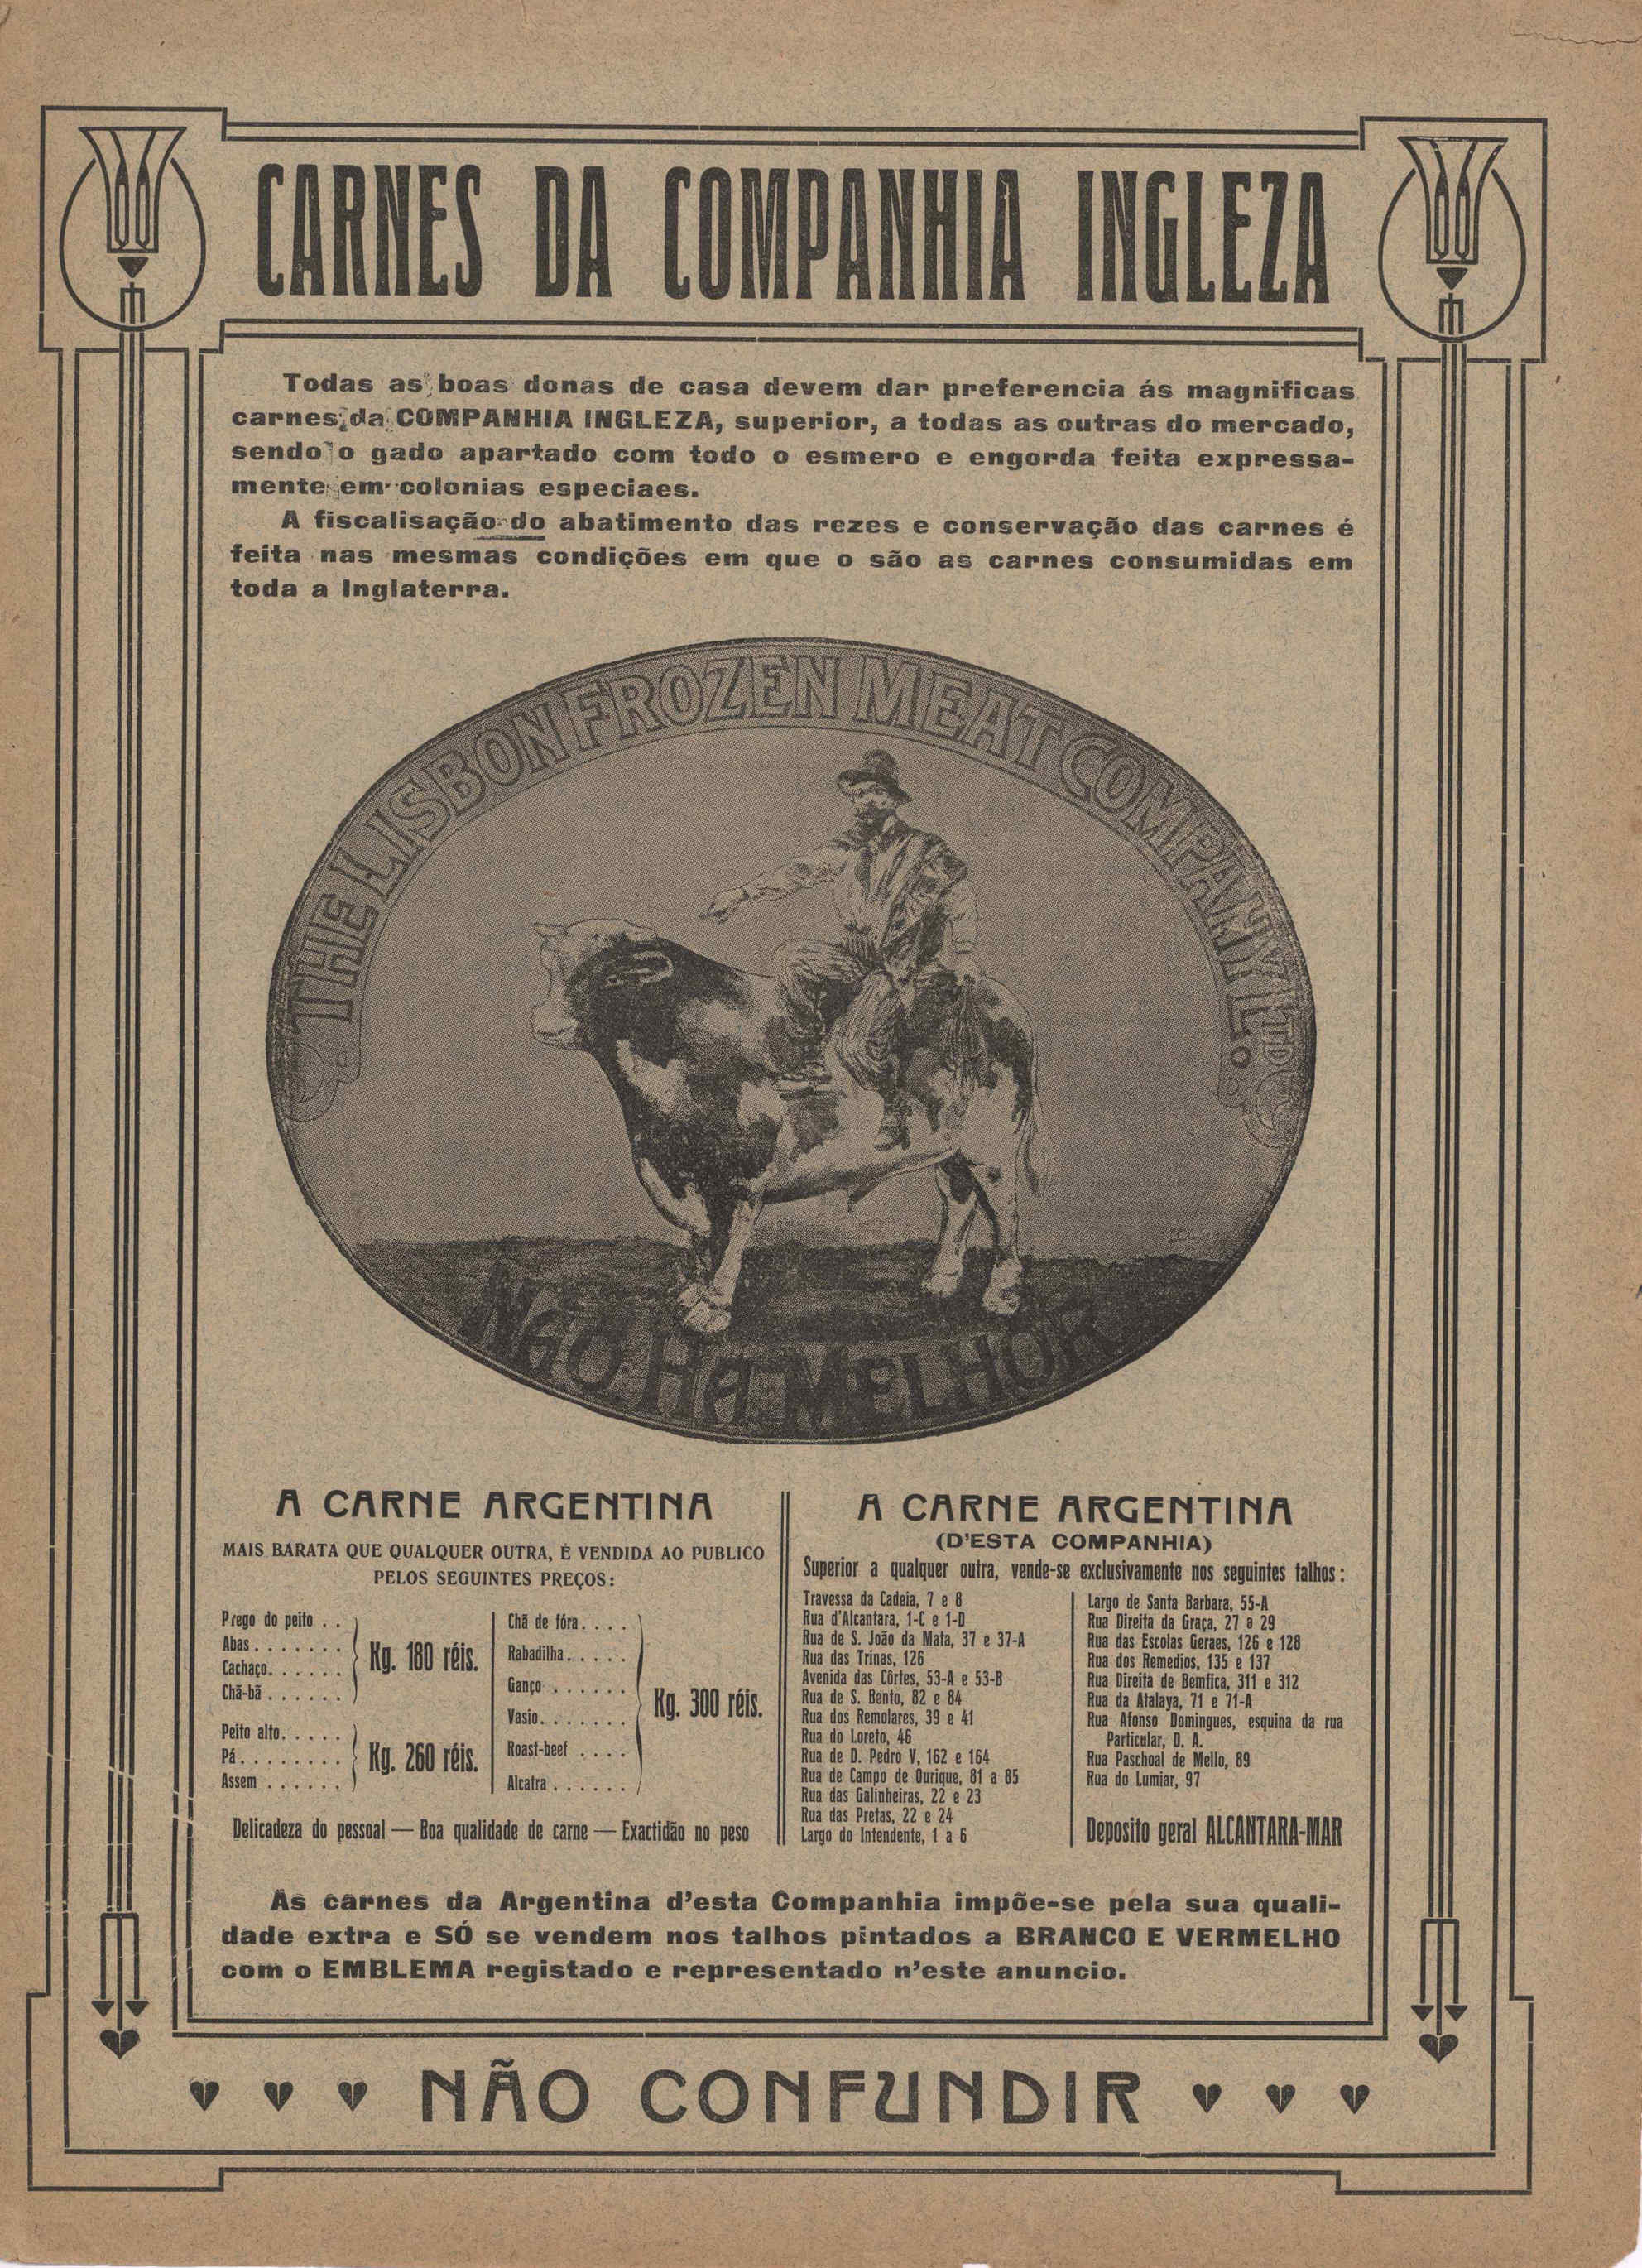 CARNES DA COMPANHIA INGLEZA
Todas as boas donas de casa devem dar preferencia ás magnificas
carnes da COMPANHIA INGLEZA, superior, a todas as outras do mercado,
sendo o gado apartado com todo o esmero e engorda feita expressa-
mente em colonias especiaes.
A fiscalisação do abatimento das rezes e conservação das carnes é
feita nas mesmas condições em que o são as carnes consumidas em
toda a Inglaterra.
THE LISBON FROZEN MEAT COMPANY L.TD
NÃO HA MELHOR
A CARNE ARGENTINA
MAIS BARATA QUE QUALQUER OUTRA, É VENDIDA AO PUBLICO
PELOS SEGUINTES PREÇOS:
Prego do peito . .
Abas . . . . . . .
Cachaço. . . . . .
Chã-bã . . . . . .
Kg. 180 réis.
Peito alto. . . . .
Pá. . . . . . . . .
Assem . . . . . .
Kg. 260 réis.
Chã de fóra. . . .
Rabadilha. . . . .
Ganço . . . . . .
Vasio. . . . . . .
Roast-beef . . . .
Alcatra . . . . . .
Kg. 300 réis.
Delicadeza do pessoal — Boa qualidade de carne — Exactidão no peso
A CARNE ARGENTINA
(D'ESTA COMPANHIA)
Superior a qualquer outra, vende-se exclusivamente nos seguintes talhos:
Travessa da Cadeia, 7 e 8
Rua d'Alcantara, 1-C e 1-D
Rua de S. João da Mata, 37 e 37-A
Rua das Trinas, 126
Avenida das Côrtes, 53-A e 53-B
Rua de S. Bento, 82 e 84
Rua dos Remolares, 39 e 41
Rua do Loreto, 46
Rua de D. Pedro V, 162 e 164
Rua de Campo de Ourique, 81 a 85
Rua das Galinheiras, 22 e 23
Rua das Pretas, 22 e 24
Largo do Intendente, 1 a 6
Largo de Santa Barbara, 55-A
Rua Direita da Graça, 27 a 29
Rua das Escolas Geraes, 126 e 128
Rua dos Remedios, 135 e 137
Rua Direita de Bemfica, 311 e 312
Rua da Atalaya, 71 e 71-A
Rua Afonso Domingues, esquina da rua
Particular, D. A.
Rua Paschoal de Mello, 89
Rua do Lumiar, 97
Deposito geral ALCANTARA-MAR
As carnes da Argentina d'esta Companhia impõe-se pela sua quali-
dade extra e SÓ se vendem nos talhos pintados a BRANCO E VERMELHO
com o EMBLEMA registado e representado n'este anuncio.
NÃO CONFUNDIR